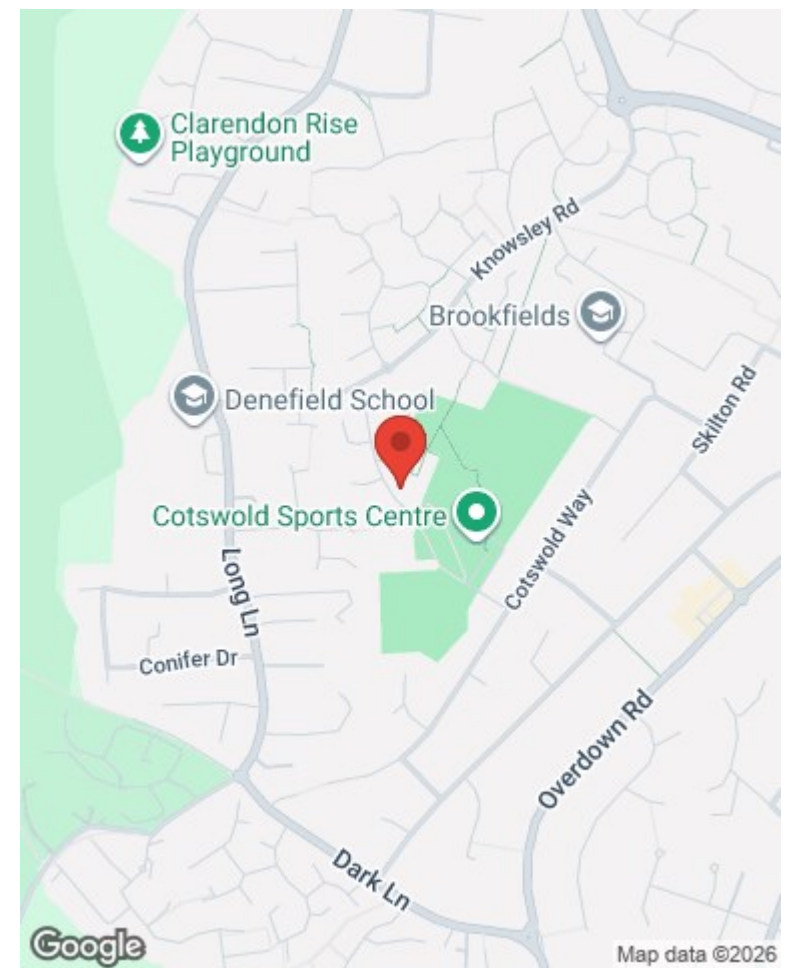 Clarendon Rise
Playground
Knowsley Rd
Brookfields
Skilton Rd
Denefield School
Cotswold Sports Centre
Cotswold Way
Long Ln
Conifer Dr
Overdown Rd
Dark Ln
Google
Map data ©2026